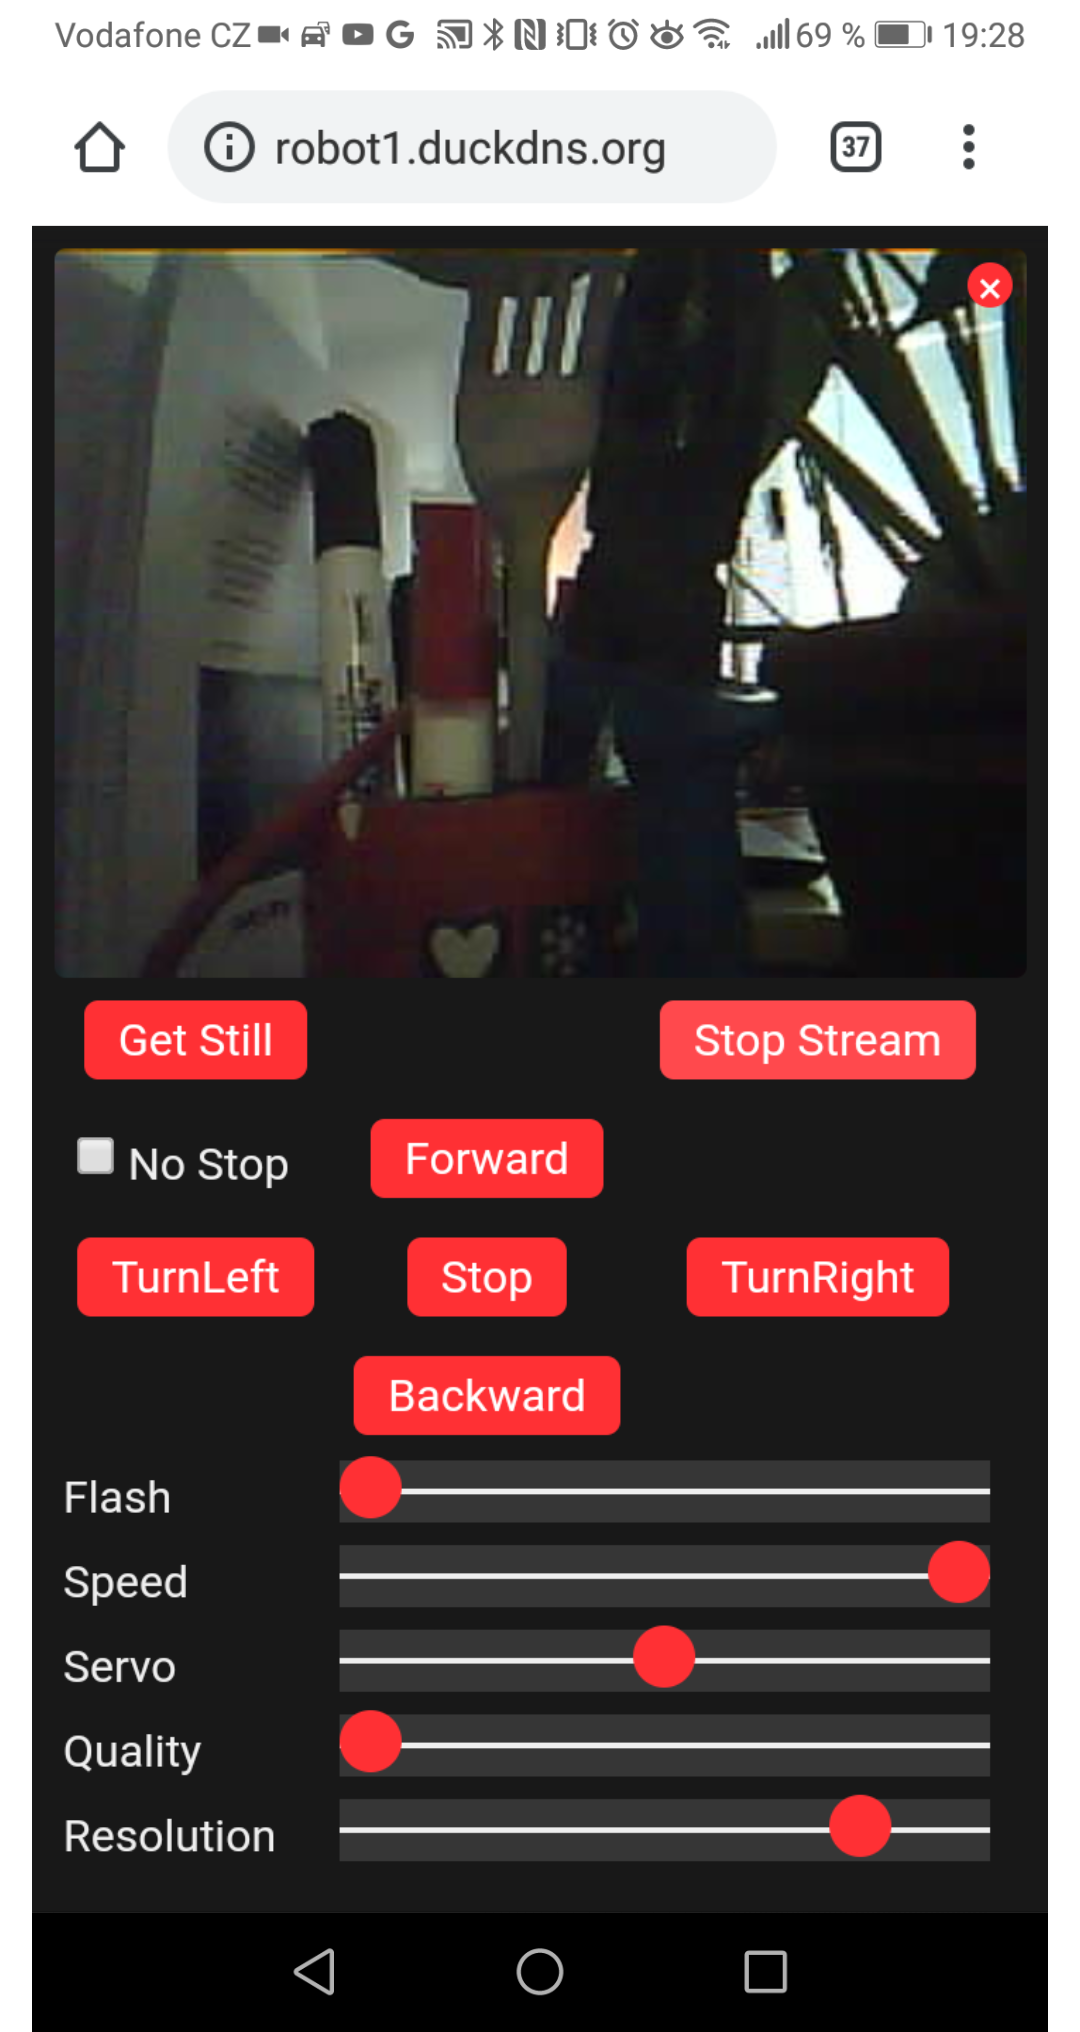 Vodafone CZ 69 % 19:28
robot1.duckdns.org 37
Get Still Stop Stream
No Stop Forward
TurnLeft Stop TurnRight
Backward
Flash
Speed
Servo
Quality
Resolution